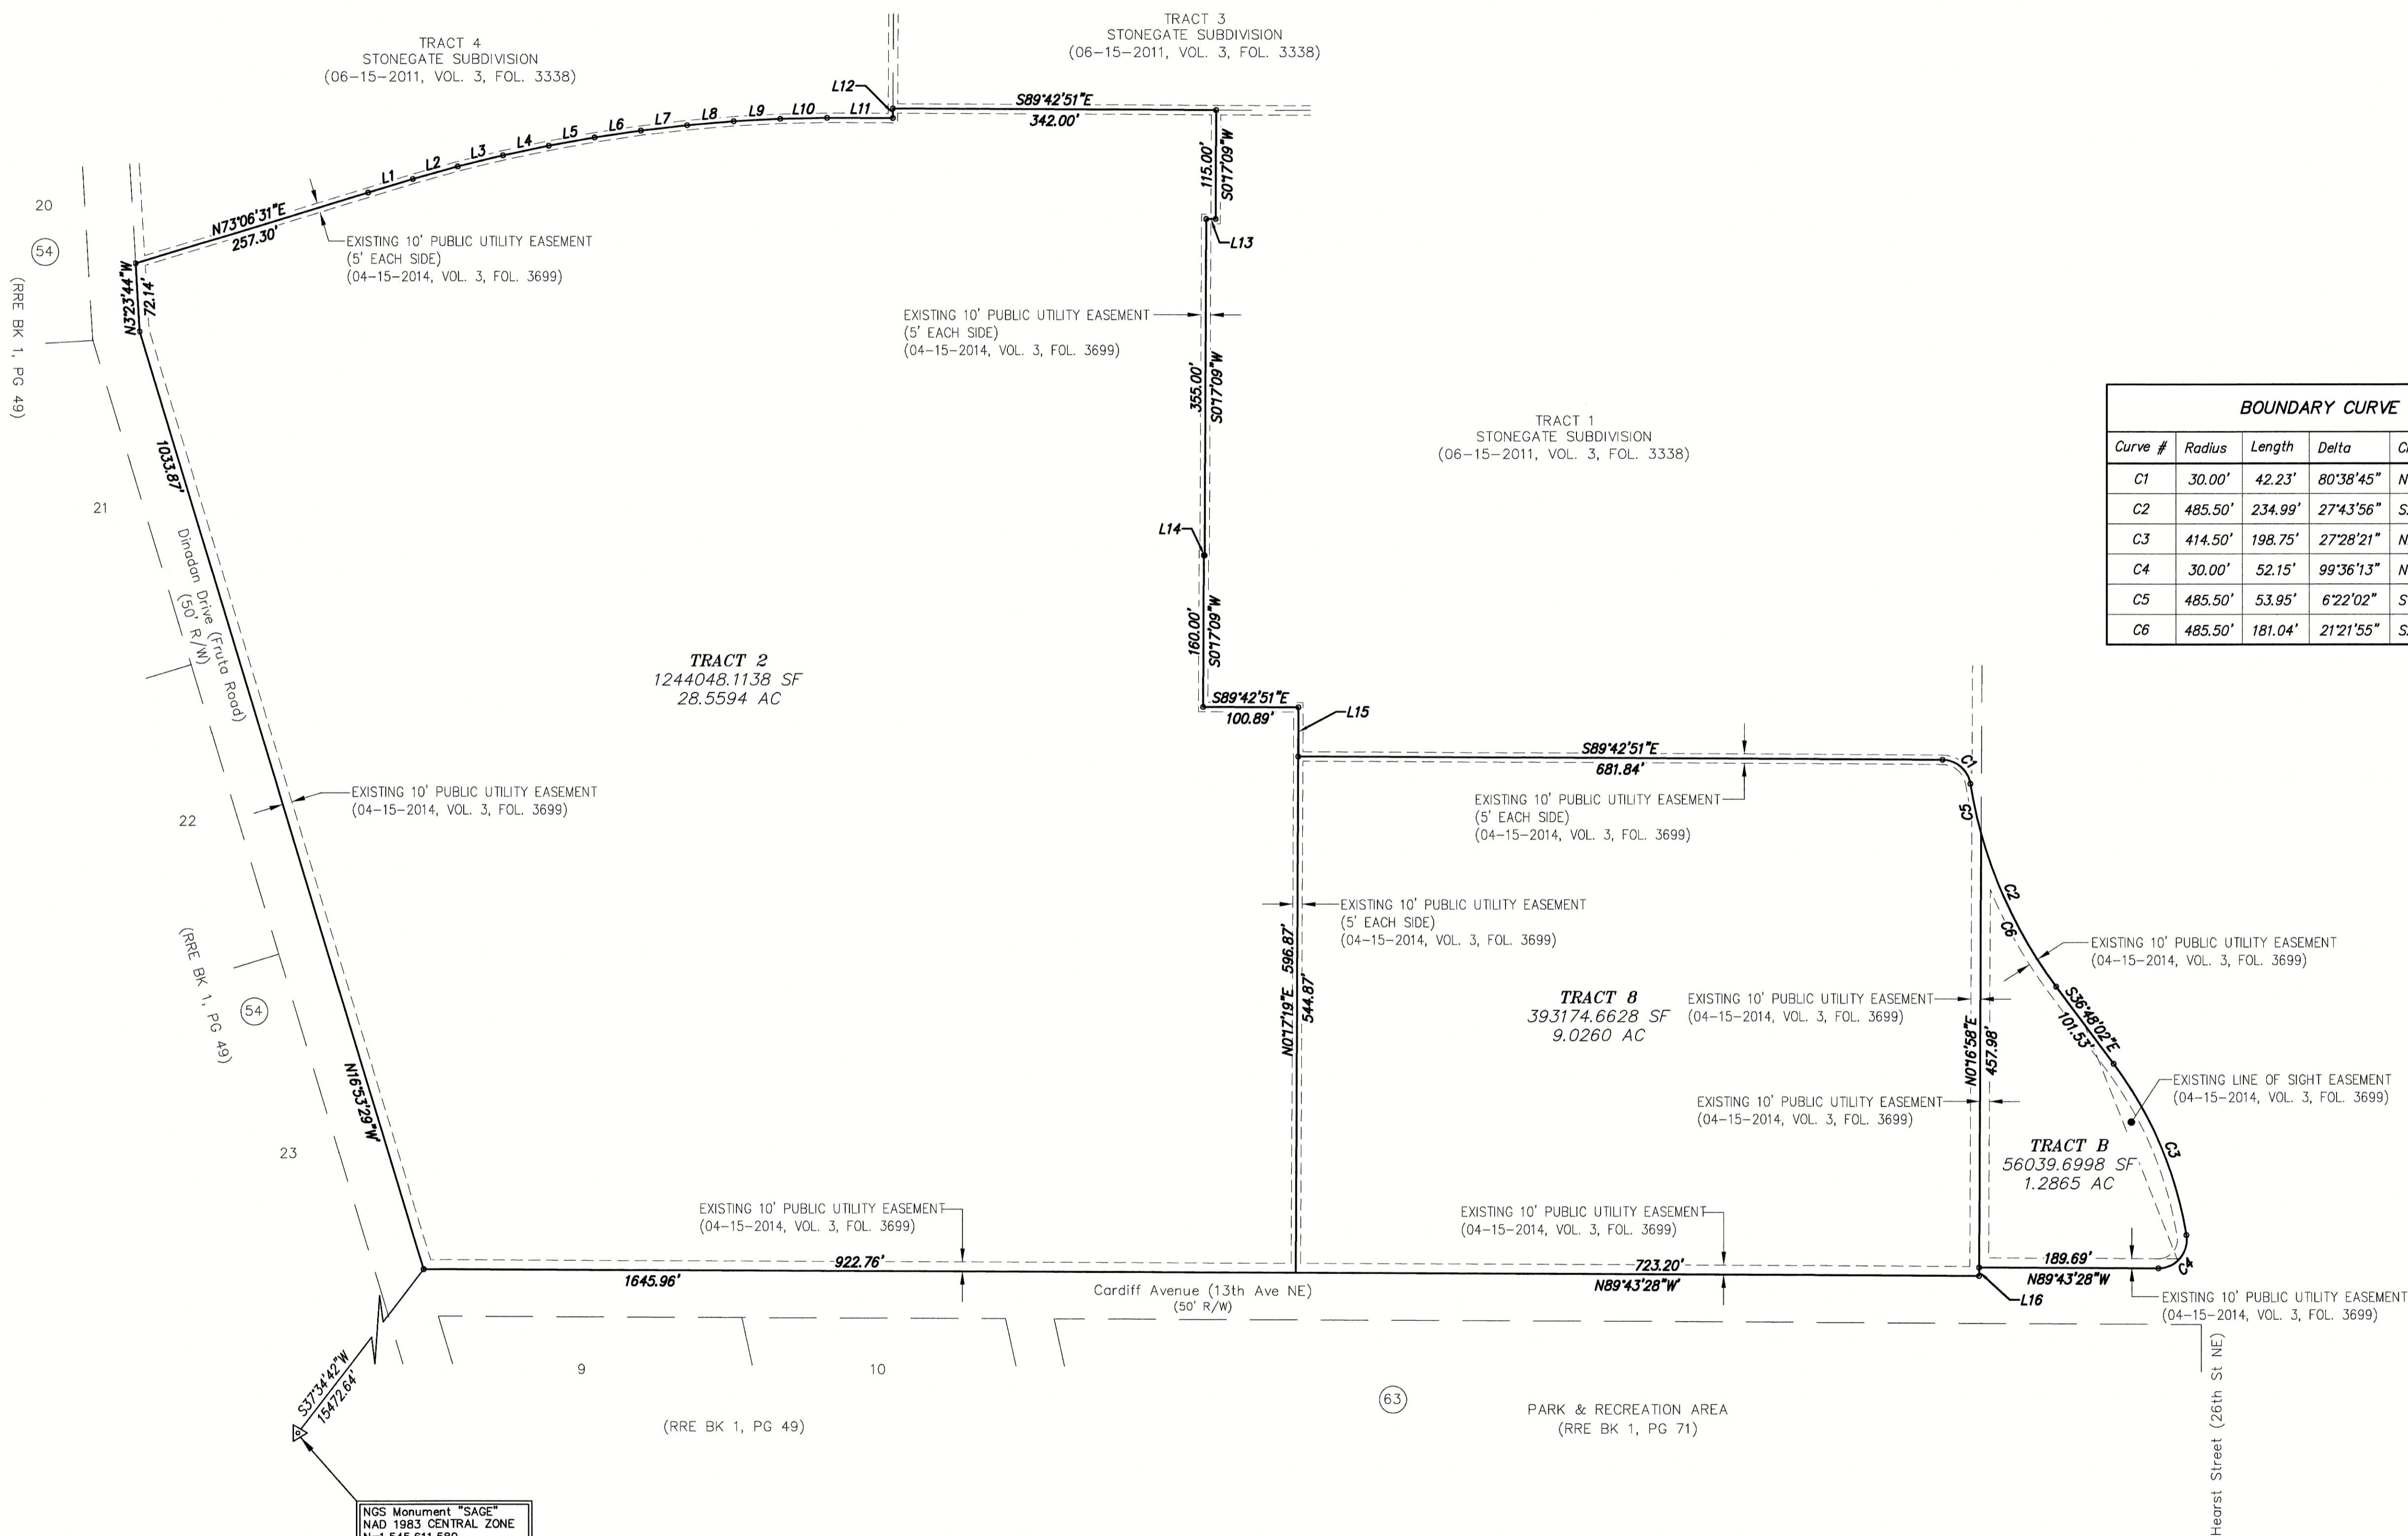 TRACT 4
STONEGATE SUBDIVISION
(06-15-2011, VOL. 3, FOL. 3338)
TRACT 3
STONEGATE SUBDIVISION
(06-15-2011, VOL. 3, FOL. 3338)
L12
L1
L2
L3
L4
L5
L6
L7
L8
L9
L10
L11
S89°42'51"E
342.00'
115.00'
S0°17'09"W
L13
20
54
(RRE BK 1, PG 49)
N73°06'31"E
257.30'
EXISTING 10' PUBLIC UTILITY EASEMENT
(5' EACH SIDE)
(04-15-2014, VOL. 3, FOL. 3699)
N3°23'44"W
72.14'
EXISTING 10' PUBLIC UTILITY EASEMENT
(5' EACH SIDE)
(04-15-2014, VOL. 3, FOL. 3699)
355.00'
S0°17'09"W
TRACT 1
STONEGATE SUBDIVISION
(06-15-2011, VOL. 3, FOL. 3338)
BOUNDARY CURVE
Curve # Radius Length Delta
C1 30.00' 42.23' 80°38'45" N
C2 485.50' 234.99' 27°43'56" S
C3 414.50' 198.75' 27°28'21" N
C4 30.00' 52.15' 99°36'13" N
C5 485.50' 53.95' 6°22'02" S
C6 485.50' 181.04' 21°21'55" S
1033.87'
21
Dinadan Drive (Fruta Road)
(50' R/W)
L14
160.00'
S0°17'09"W
TRACT 2
1244048.1138 SF
28.5594 AC
S89°42'51"E
100.89'
L15
S89°42'51"E
681.84'
C1
C5
EXISTING 10' PUBLIC UTILITY EASEMENT
(5' EACH SIDE)
(04-15-2014, VOL. 3, FOL. 3699)
EXISTING 10' PUBLIC UTILITY EASEMENT
(04-15-2014, VOL. 3, FOL. 3699)
22
EXISTING 10' PUBLIC UTILITY EASEMENT
(5' EACH SIDE)
(04-15-2014, VOL. 3, FOL. 3699)
C2
C6
EXISTING 10' PUBLIC UTILITY EASEMENT
(04-15-2014, VOL. 3, FOL. 3699)
N0°17'19"E 596.87'
544.87'
(RRE BK 1, PG 49)
54
TRACT 8
393174.6628 SF
9.0260 AC
EXISTING 10' PUBLIC UTILITY EASEMENT
(04-15-2014, VOL. 3, FOL. 3699)
S36°48'02"E
101.53'
N0°16'58"E
457.98'
EXISTING LINE OF SIGHT EASEMENT
(04-15-2014, VOL. 3, FOL. 3699)
EXISTING 10' PUBLIC UTILITY EASEMENT
(04-15-2014, VOL. 3, FOL. 3699)
N16°53'29"W
23
TRACT B
56039.6998 SF
1.2865 AC
C3
EXISTING 10' PUBLIC UTILITY EASEMENT
(04-15-2014, VOL. 3, FOL. 3699)
EXISTING 10' PUBLIC UTILITY EASEMENT
(04-15-2014, VOL. 3, FOL. 3699)
922.76'
1645.96'
723.20'
N89°43'28"W
189.69'
N89°43'28"W
C4
L16
EXISTING 10' PUBLIC UTILITY EASEMENT
(04-15-2014, VOL. 3, FOL. 3699)
Cardiff Avenue (13th Ave NE)
(50' R/W)
9
10
63
S37°34'42"W
15472.64'
(RRE BK 1, PG 49)
PARK & RECREATION AREA
(RRE BK 1, PG 71)
Hearst Street (26th St NE)
NGS Monument "SAGE"
NAD 1983 CENTRAL ZONE